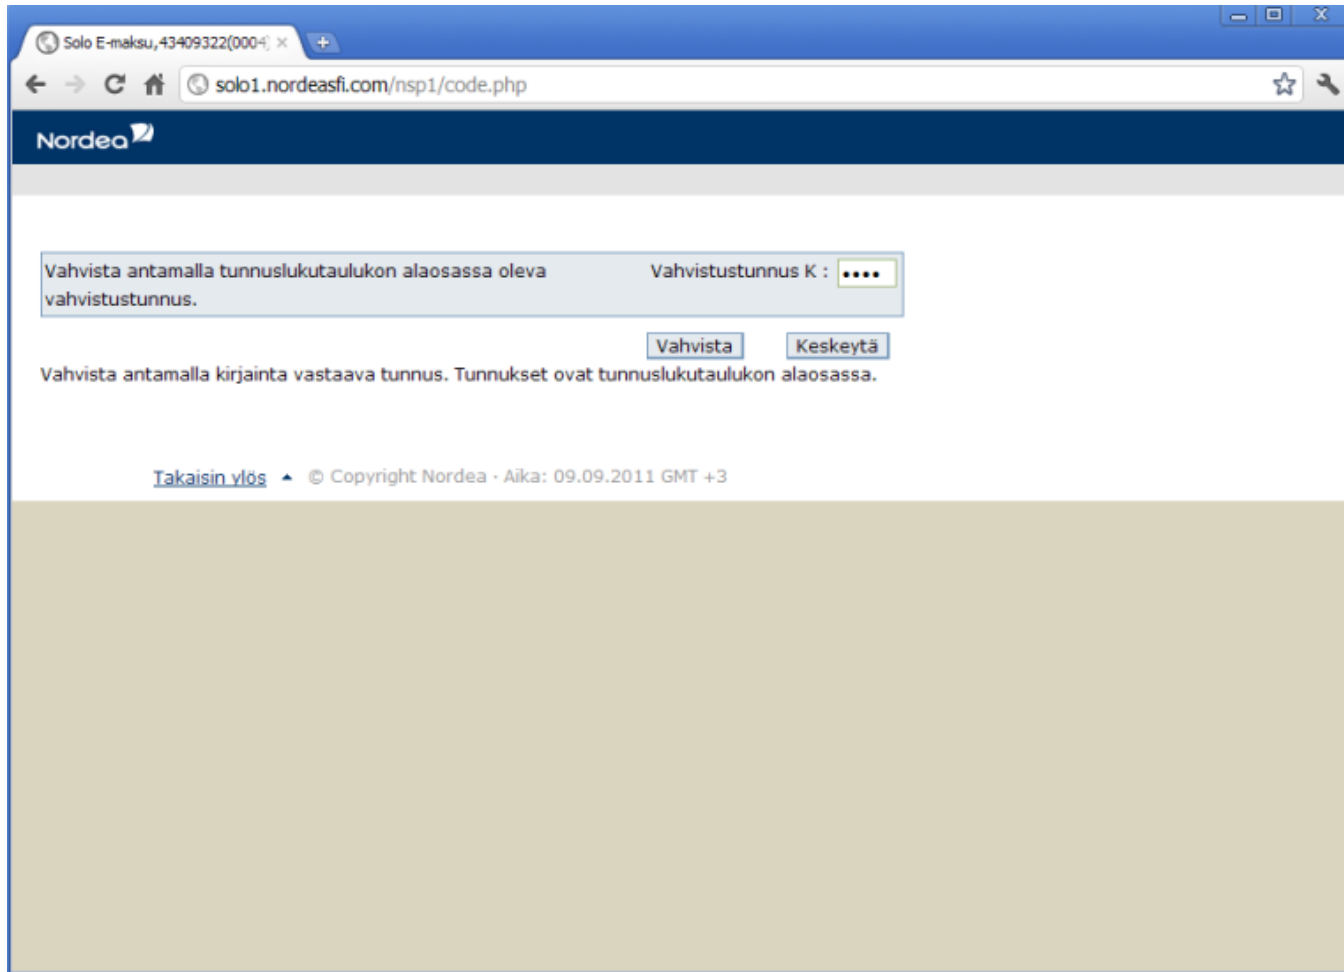 Solo E-maksu,43409322(0004)
solo1.nordeasfi.com/nsp1/code.php
Nordea
Vahvista antamalla tunnuslukutaulukon alaosassa oleva Vahvistustunnus K : ••••
vahvistustunnus.
Vahvista Keskeytä
Vahvista antamalla kirjainta vastaava tunnus. Tunnukset ovat tunnuslukutaulukon alaosassa.
Takaisin ylös © Copyright Nordea · Aika: 09.09.2011 GMT +3